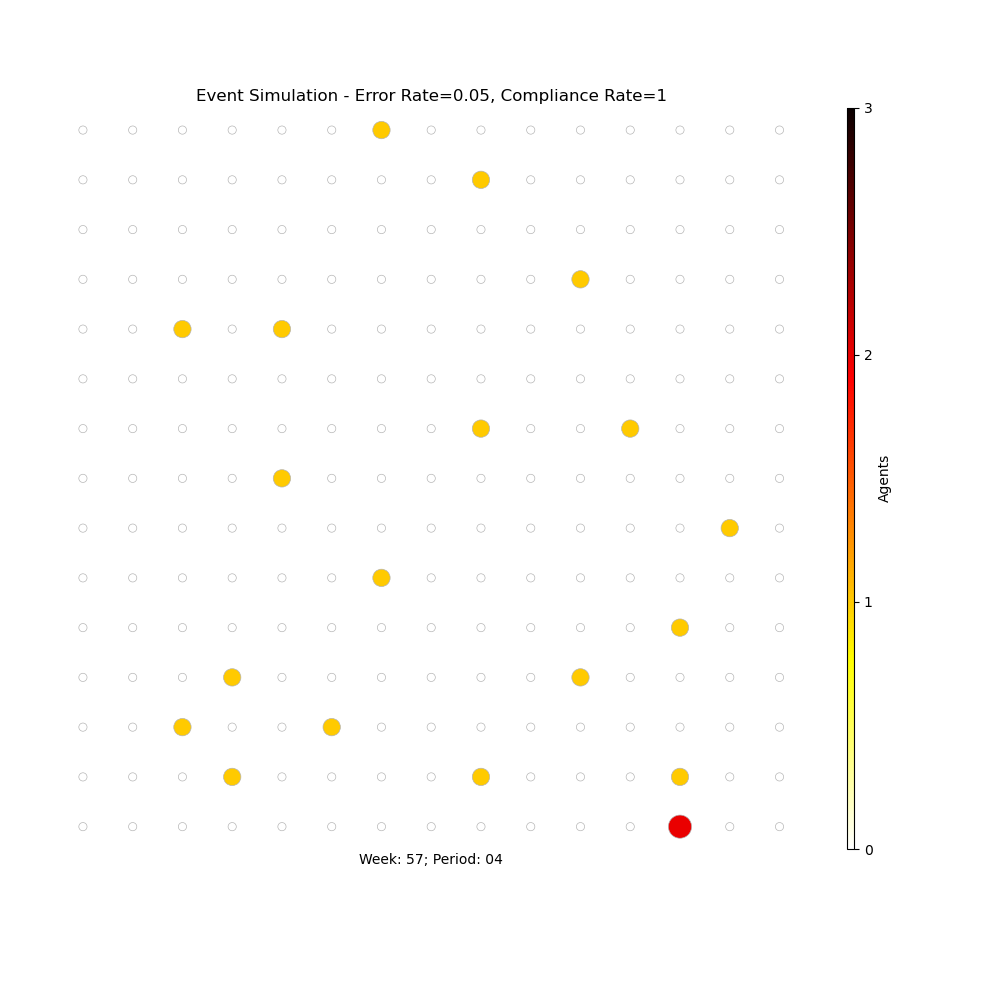 Event Simulation - Error Rate=0.05, Compliance Rate=1
3
2
Agents
1
0
Week: 57; Period: 04